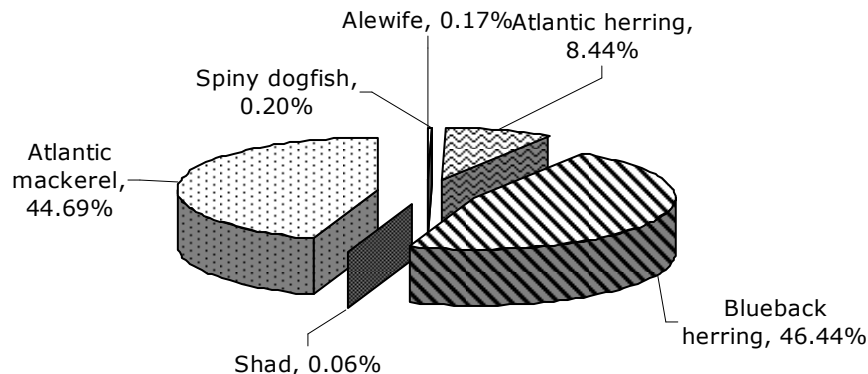 Alewife, 0.17%
Atlantic herring,
8.44%
Spiny dogfish,
0.20%
Atlantic
mackerel,
44.69%
Blueback
herring, 46.44%
Shad, 0.06%